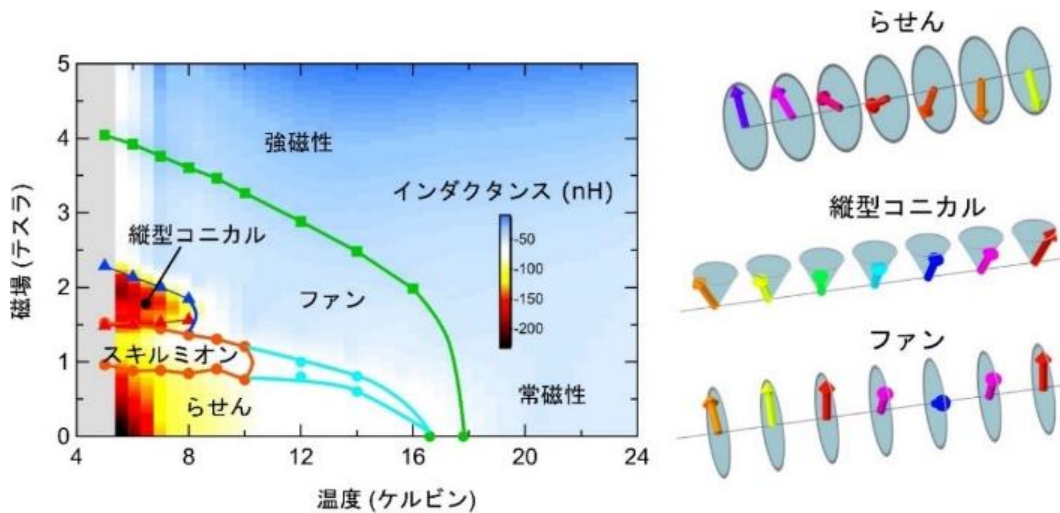 5
4
3
2
1
0
磁場 (テスラ)
4
8
12
16
20
24
温度 (ケルビン)
強磁性
インダクタンス (nH)
-50
-100
-150
-200
縦型コニカル
ファン
スキルミオン
らせん
常磁性
らせん
縦型コニカル
ファン